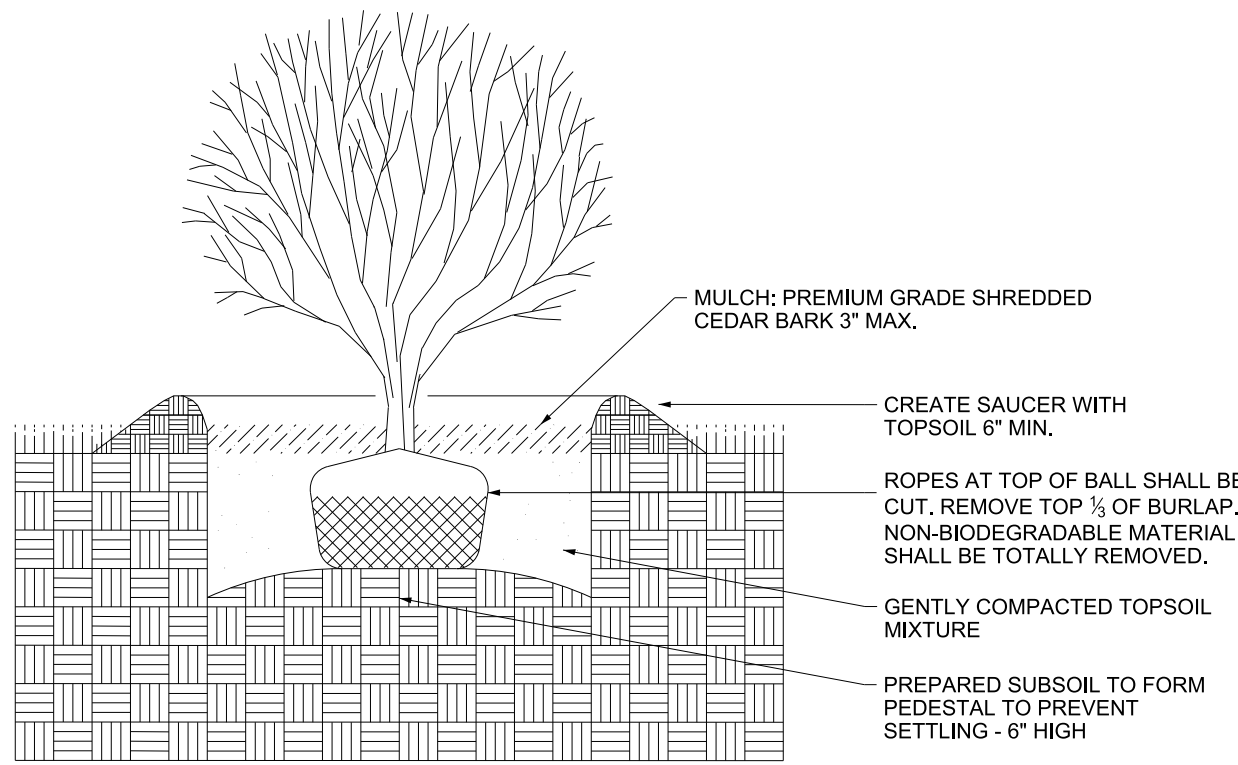 MULCH: PREMIUM GRADE SHREDDED
CEDAR BARK 3" MAX.
CREATE SAUCER WITH
TOPSOIL 6" MIN.
ROPES AT TOP OF BALL SHALL BE
CUT. REMOVE TOP ⅓ OF BURLAP.
NON-BIODEGRADABLE MATERIAL
SHALL BE TOTALLY REMOVED.
GENTLY COMPACTED TOPSOIL
MIXTURE
PREPARED SUBSOIL TO FORM
PEDESTAL TO PREVENT
SETTLING - 6" HIGH